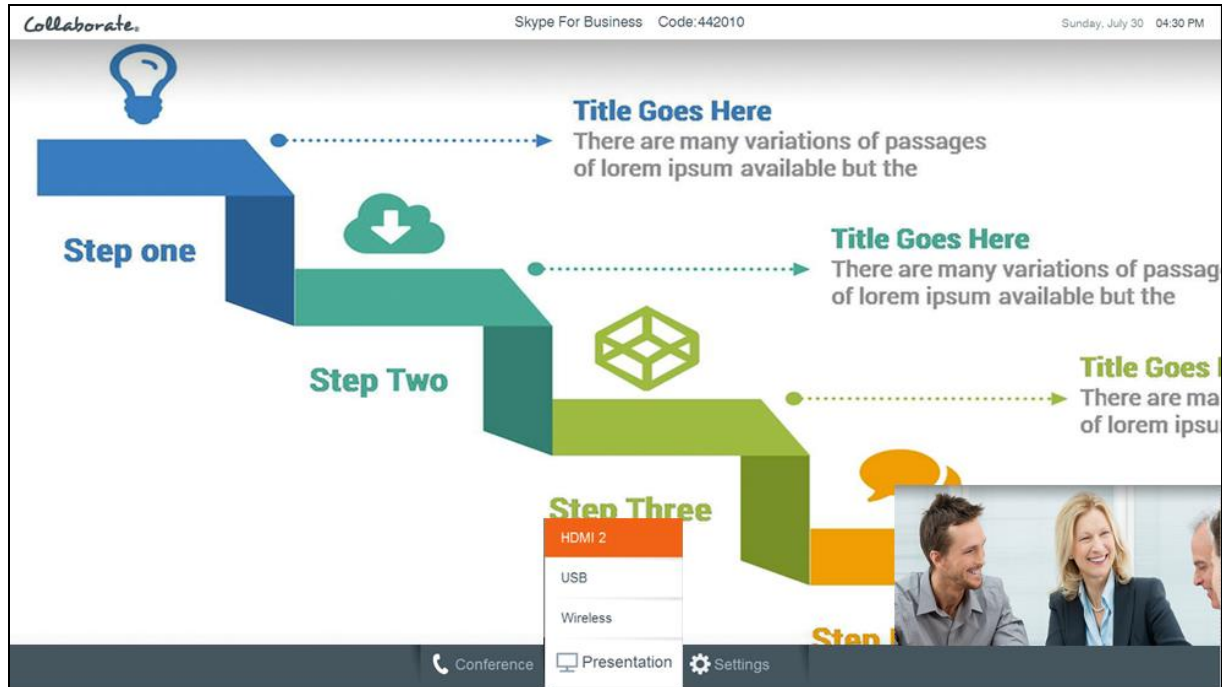 Collaborate®
Skype For Business Code:442010
Sunday, July 30 04:30 PM
Title Goes Here
There are many variations of passages
of lorem ipsum available but the
Step one
Title Goes Here
There are many variations of passag
of lorem ipsum available but the
Step Two
Title Goes
There are ma
of lorem ipsu
Step Three
HDMI 2
USB
Wireless
Step
Conference
Presentation
Settings